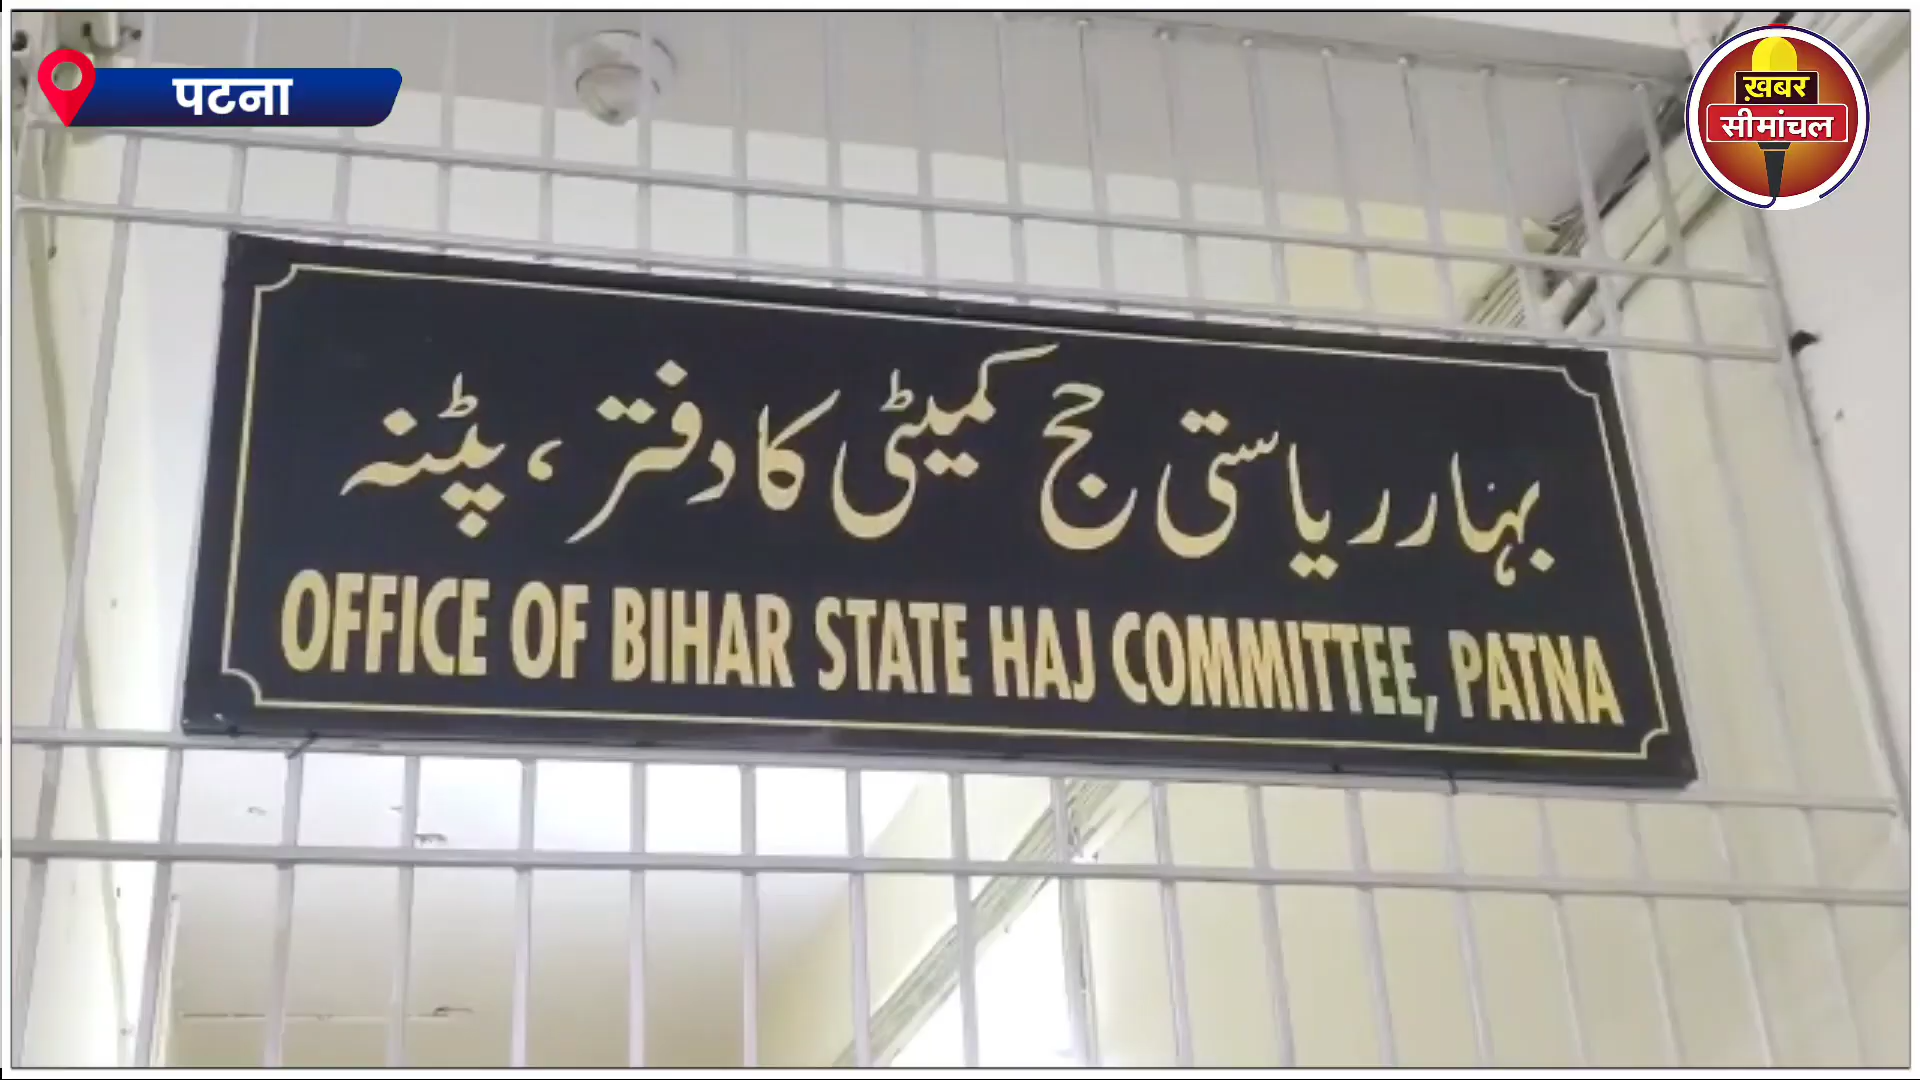 पटना
ख़बर
सीमांचल
بہار ریاستی حج کمیٹی کا دفتر ، پٹنہ
OFFICE OF BIHAR STATE HAJ COMMITTEE, PATNA